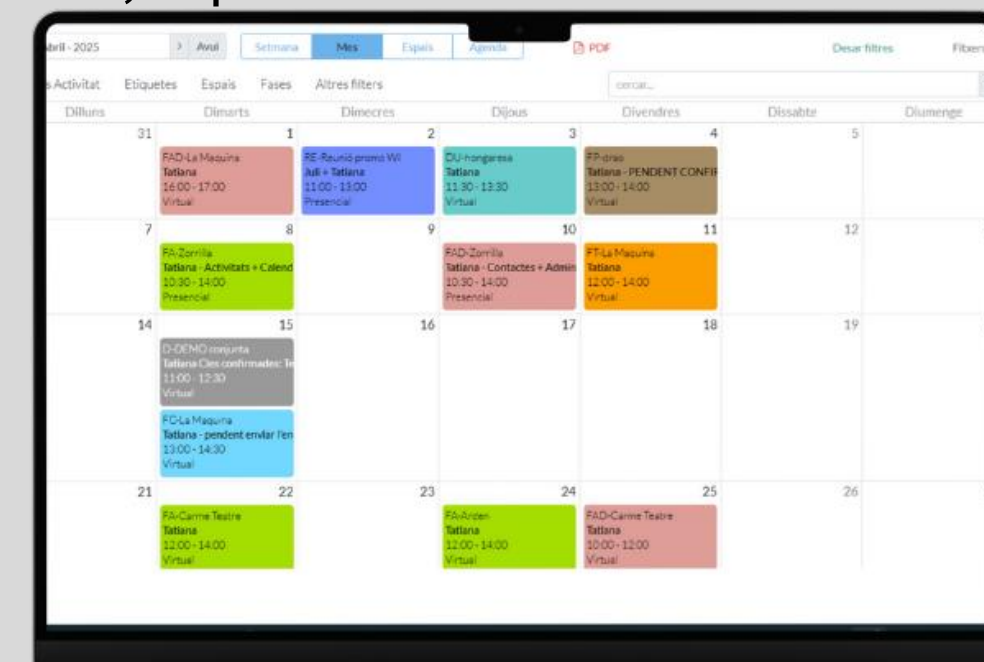 abril - 2025 > Avui Setmana Mes Espais Agenda PDF Desar filtres
Activitat Etiquetes Espais Fases Altres filters cercar...
Dilluns Dimarts Dimecres Dijous Divendres Dissabte Diumenge
31 1 2 3 4 5
FAD-La Maquina
Tatiana
16:00 - 17:00
Virtual
RE-Reunió promo WI
Juli + Tatiana
11:00 - 13:00
Presencial
DU-hongaresa
Tatiana
11:30 - 13:30
Virtual
FP-drao
Tatiana - PENDENT CONFIR
13:00 - 14:00
Virtual
7 8 9 10 11 12
FA-Zorrilla
Tatiana - Activitats + Calend
10:30 - 14:00
Presencial
FAD-Zorrilla
Tatiana - Contactes + Admin
10:30 - 14:00
Presencial
FT-La Maquina
Tatiana
12:00 - 14:00
Virtual
14 15 16 17 18 19
D-DEMO conjunta
Tatiana Cies confirmades: Te
11:00 - 12:30
Virtual
FC-La Maquina
Tatiana - pendent enviar l'en
13:00 - 14:30
Virtual
21 22 23 24 25 26
FA-Carme Teatre
Tatiana
12:00 - 14:00
Virtual
FA-Arden
Tatiana
12:00 - 14:00
Virtual
FAD-Carme Teatre
Tatiana
10:00 - 12:00
Virtual